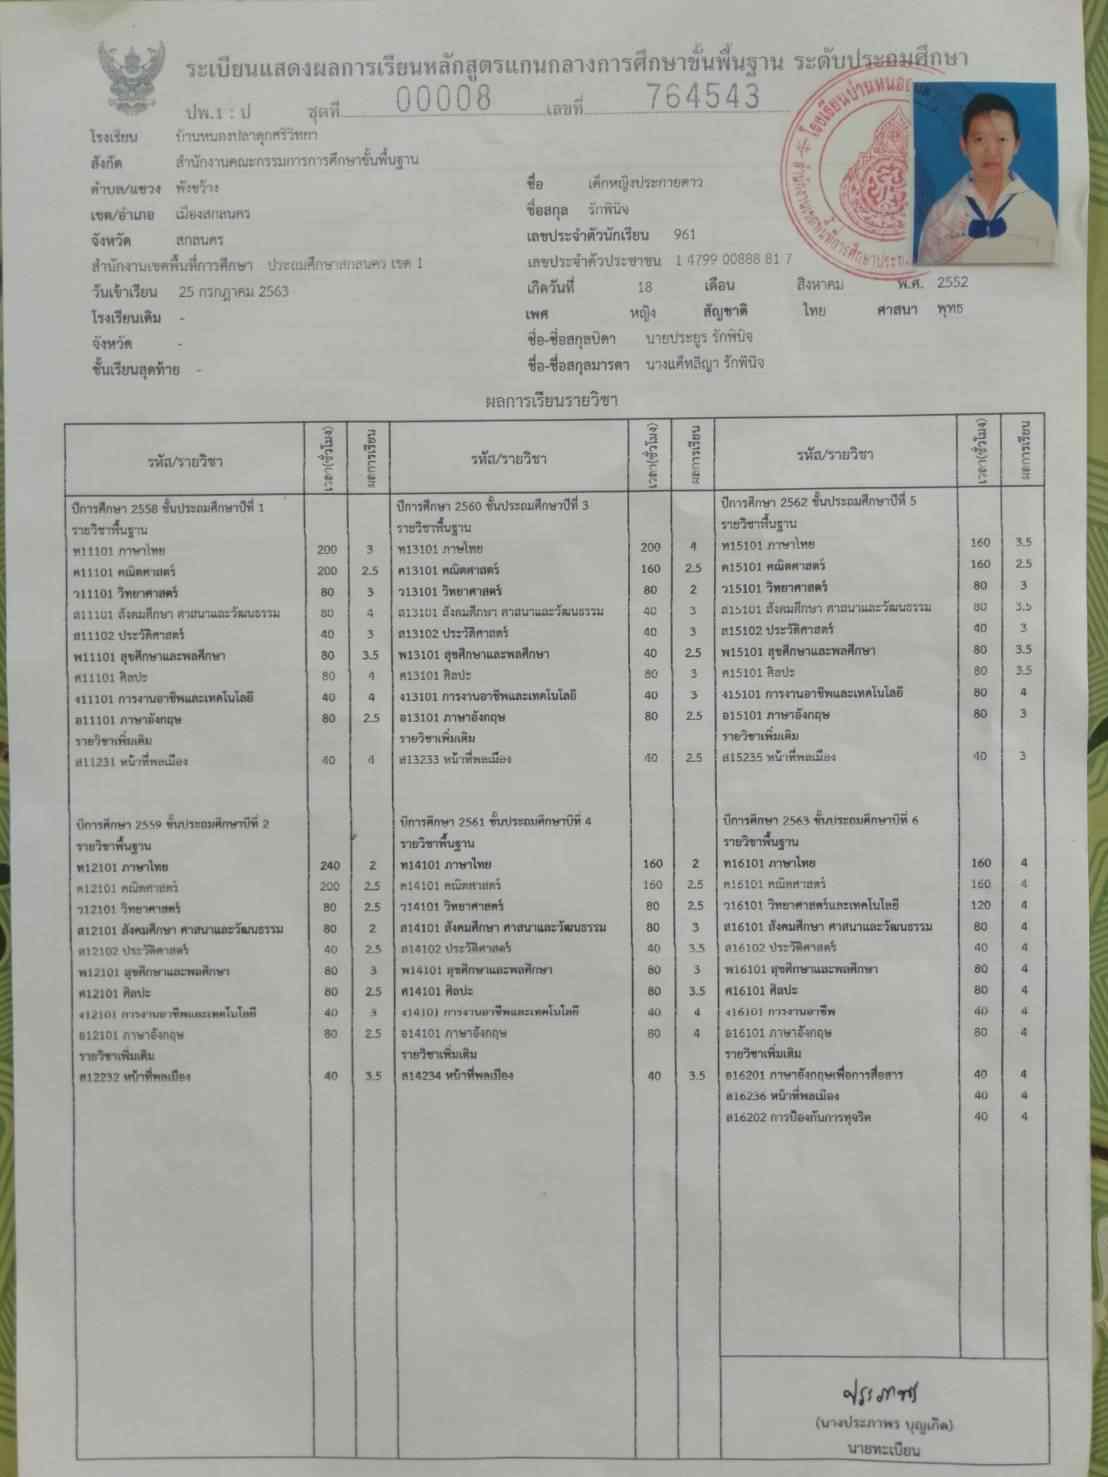 ระเบียนแสดงผลการเรียนหลักสูตรแกนกลางการศึกษาขั้นพื้นฐาน ระดับประถมศึกษา
ปพ.1 : ป ชุดที่ 00008 เลขที่ 764543
โรงเรียน บ้านหนองปลาดุกศรีวิทยา
สังกัด สำนักงานคณะกรรมการการศึกษาขั้นพื้นฐาน
ตำบล/แขวง พังขว้าง
เขต/อำเภอ เมืองสกลนคร
จังหวัด สกลนคร
สำนักงานเขตพื้นที่การศึกษา ประถมศึกษาสกลนคร เขต 1
วันเข้าเรียน 25 กรกฎาคม 2563
โรงเรียนเดิม -
จังหวัด -
ชั้นเรียนสุดท้าย -
ชื่อ เด็กหญิงประกายดาว
ชื่อสกุล รักพินิจ
เลขประจำตัวนักเรียน 961
เลขประจำตัวประชาชน 1 4799 00888 81 7
เกิดวันที่ 18 เดือน สิงหาคม พ.ศ. 2552
เพศ หญิง สัญชาติ ไทย ศาสนา พุทธ
ชื่อ-ชื่อสกุลบิดา นายประยูร รักพินิจ
ชื่อ-ชื่อสกุลมารดา นางแค็ทลิญา รักพินิจ
ผลการเรียนรายวิชา
รหัส/รายวิชา เวลา(ชั่วโมง) ผลการเรียน รหัส/รายวิชา เวลา(ชั่วโมง) ผลการเรียน รหัส/รายวิชา เวลา(ชั่วโมง) ผลการเรียน
ปีการศึกษา 2558 ชั้นประถมศึกษาปีที่ 1
รายวิชาพื้นฐาน
ท11101 ภาษาไทย 200 3
ค11101 คณิตศาสตร์ 200 2.5
ว11101 วิทยาศาสตร์ 80 3
ส11101 สังคมศึกษา ศาสนาและวัฒนธรรม 80 4
ส11102 ประวัติศาสตร์ 40 3
พ11101 สุขศึกษาและพลศึกษา 80 3.5
ศ11101 ศิลปะ 80 4
ง11101 การงานอาชีพและเทคโนโลยี 40 4
อ11101 ภาษาอังกฤษ 80 2.5
รายวิชาเพิ่มเติม
ส11231 หน้าที่พลเมือง 40 4
ปีการศึกษา 2559 ชั้นประถมศึกษาปีที่ 2
รายวิชาพื้นฐาน
ท12101 ภาษาไทย 240 2
ค12101 คณิตศาสตร์ 200 2.5
ว12101 วิทยาศาสตร์ 80 2.5
ส12101 สังคมศึกษา ศาสนาและวัฒนธรรม 80 2
ส12102 ประวัติศาสตร์ 40 2.5
พ12101 สุขศึกษาและพลศึกษา 80 3
ศ12101 ศิลปะ 80 2.5
ง12101 การงานอาชีพและเทคโนโลยี 40 3
อ12101 ภาษาอังกฤษ 80 2.5
รายวิชาเพิ่มเติม
ส12232 หน้าที่พลเมือง 40 3.5
ปีการศึกษา 2560 ชั้นประถมศึกษาปีที่ 3
รายวิชาพื้นฐาน
ท13101 ภาษไทย 200 4
ค13101 คณิตศาสตร์ 160 2.5
ว13101 วิทยาศาสตร์ 80 2
ส13101 สังคมศึกษา ศาสนาและวัฒนธรรม 40 3
ส13102 ประวัติศาสตร์ 40 3
พ13101 สุขศึกษาและพลศึกษา 40 2.5
ศ13101 ศิลปะ 80 3
ง13101 การงานอาชีพและเทคโนโลยี 40 3
อ13101 ภาษาอังกฤษ 80 2.5
รายวิชาเพิ่มเติม
ส13233 หน้าที่พลเมือง 40 2.5
ปีการศึกษา 2561 ชั้นประถมศึกษาปีที่ 4
รายวิชาพื้นฐาน
ท14101 ภาษาไทย 160 2
ค14101 คณิตศาสตร์ 160 2.5
ว14101 วิทยาศาสตร์ 80 2.5
ส14101 สังคมศึกษา ศาสนาและวัฒนธรรม 80 3
ส14102 ประวัติศาสตร์ 40 3.5
พ14101 สุขศึกษาและพลศึกษา 80 3
ศ14101 ศิลปะ 80 3.5
ง14101 การงานอาชีพและเทคโนโลยี 40 4
อ14101 ภาษาอังกฤษ 80 4
รายวิชาเพิ่มเติม
ส14234 หน้าที่พลเมือง 40 3.5
ปีการศึกษา 2562 ชั้นประถมศึกษาปีที่ 5
รายวิชาพื้นฐาน
ท15101 ภาษาไทย 160 3.5
ค15101 คณิตศาสตร์ 160 2.5
ว15101 วิทยาศาสตร์ 80 3
ส15101 สังคมศึกษา ศาสนาและวัฒนธรรม 80 3.5
ส15102 ประวัติศาสตร์ 40 3
พ15101 สุขศึกษาและพลศึกษา 80 3.5
ศ15101 ศิลปะ 80 3.5
ง15101 การงานอาชีพและเทคโนโลยี 80 4
อ15101 ภาษาอังกฤษ 80 3
รายวิชาเพิ่มเติม
ส15235 หน้าที่พลเมือง 40 3
ปีการศึกษา 2563 ชั้นประถมศึกษาปีที่ 6
รายวิชาพื้นฐาน
ท16101 ภาษาไทย 160 4
ค16101 คณิตศาสตร์ 160 4
ว16101 วิทยาศาสตร์และเทคโนโลยี 120 4
ส16101 สังคมศึกษา ศาสนาและวัฒนธรรม 80 4
ส16102 ประวัติศาสตร์ 40 4
พ16101 สุขศึกษาและพลศึกษา 80 4
ศ16101 ศิลปะ 80 4
ง16101 การงานอาชีพ 40 4
อ16101 ภาษาอังกฤษ 80 4
รายวิชาเพิ่มเติม
อ16201 ภาษาอังกฤษเพื่อการสื่อสาร 40 4
ส16236 หน้าที่พลเมือง 40 4
ส16202 การป้องกันการทุจริต 40 4
ประภาพร
(นางประภาพร บุญเกิด)
นายทะเบียน